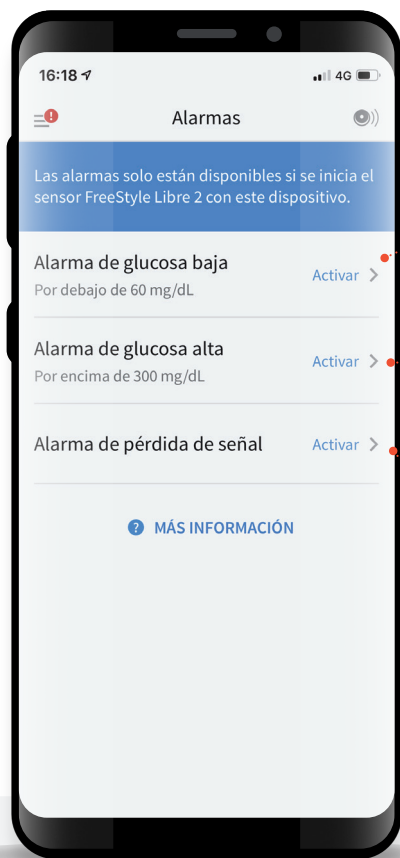 16:18
4G
!
Alarmas
Las alarmas solo están disponibles si se inicia el
sensor FreeStyle Libre 2 con este dispositivo.
Alarma de glucosa baja
Activar
Por debajo de 60 mg/dL
Alarma de glucosa alta
Activar
Por encima de 300 mg/dL
Alarma de pérdida de señal
Activar
? MÁS INFORMACIÓN